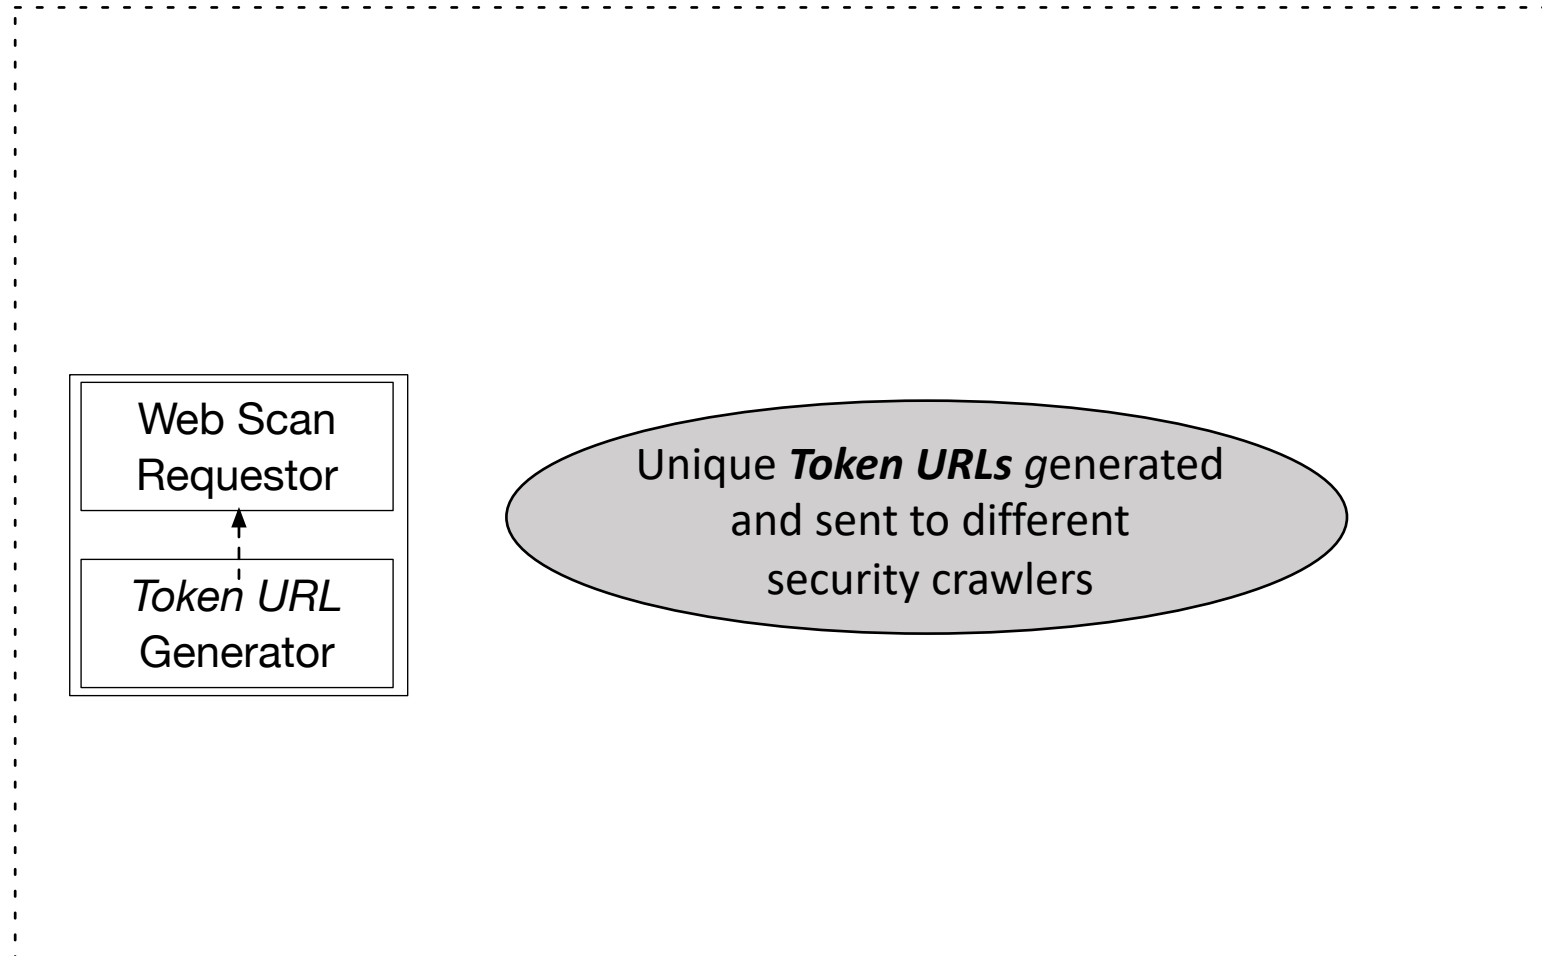 Web Scan
Requestor
Token URL
Generator
Unique Token URLs generated
and sent to different
security crawlers